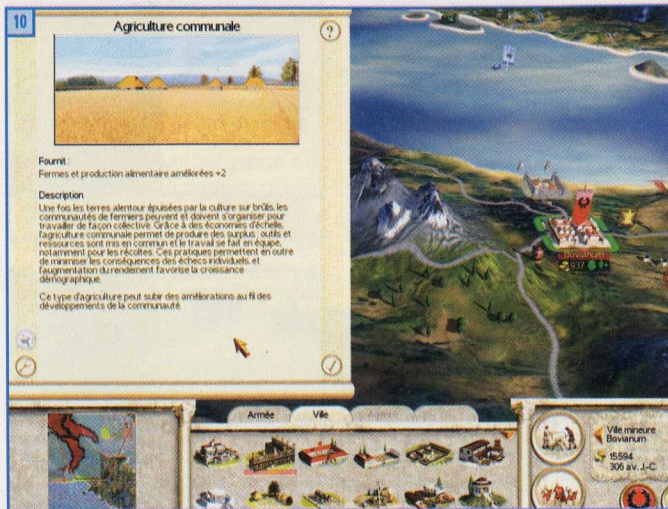 10
Agriculture communale
?
Fournit :
Fermes et production alimentaire améliorées +2
Description
Une fois les terres alentour épuisées par la culture sur brûlis, les
communautés de fermiers peuvent et doivent s'organiser pour
travailler de façon collective. Grâce à des économies d'échelle,
l'agriculture communale permet de produire des surplus : outils et
ressources sont mis en commun et le travail se fait en équipe,
notamment pour les récoltes. Ces pratiques permettent en outre
de minimiser les conséquences des échecs individuels, et
l'augmentation du rendement favorise la croissance
démographique.
Ce type d'agriculture peut subir des améliorations au fil des
développements de la communauté.
Bovianum
937
Armée
Ville
Agents
Ville mineure
Bovianum
15594
306 av. J.-C.